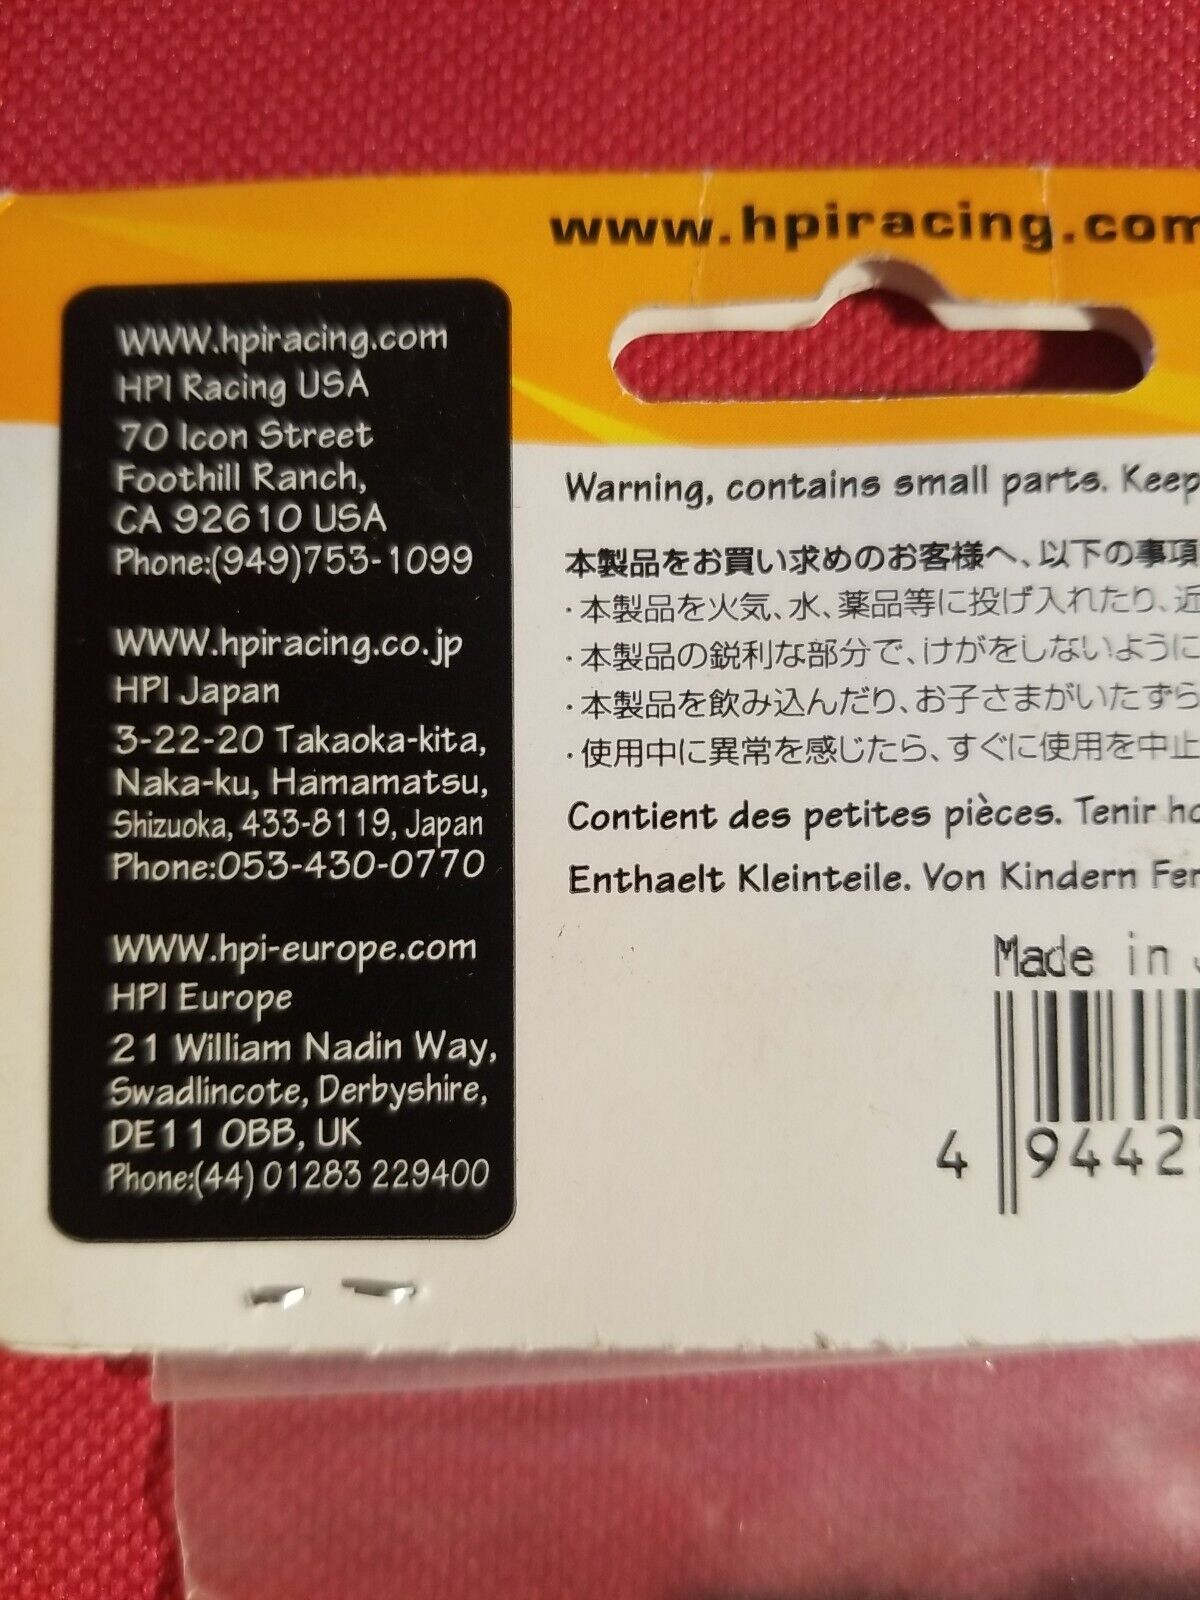 www.hpiracing.com
WWW.hpiracing.com
HPI Racing USA
70 Icon Street
Foothill Ranch,
CA 92610 USA
Phone:(949)753-1099
WWW.hpiracing.co.jp
HPI Japan
3-22-20 Takaoka-kita,
Naka-ku, Hamamatsu,
Shizuoka, 433-8119, Japan
Phone:053-430-0770
WWW.hpi-europe.com
HPI Europe
21 William Nadin Way,
Swadlincote, Derbyshire,
DE11 0BB, UK
Phone:(44) 01283 229400
Warning, contains small parts. Keep
本製品をお買い求めのお客様へ、以下の事項
・本製品を火気、水、薬品等に投げ入れたり、近
・本製品の鋭利な部分で、けがをしないように
・本製品を飲み込んだり、お子さまがいたずら
・使用中に異常を感じたら、すぐに使用を中止
Contient des petites pièces. Tenir ho
Enthaelt Kleinteile. Von Kindern Fer
Made in
4 9442